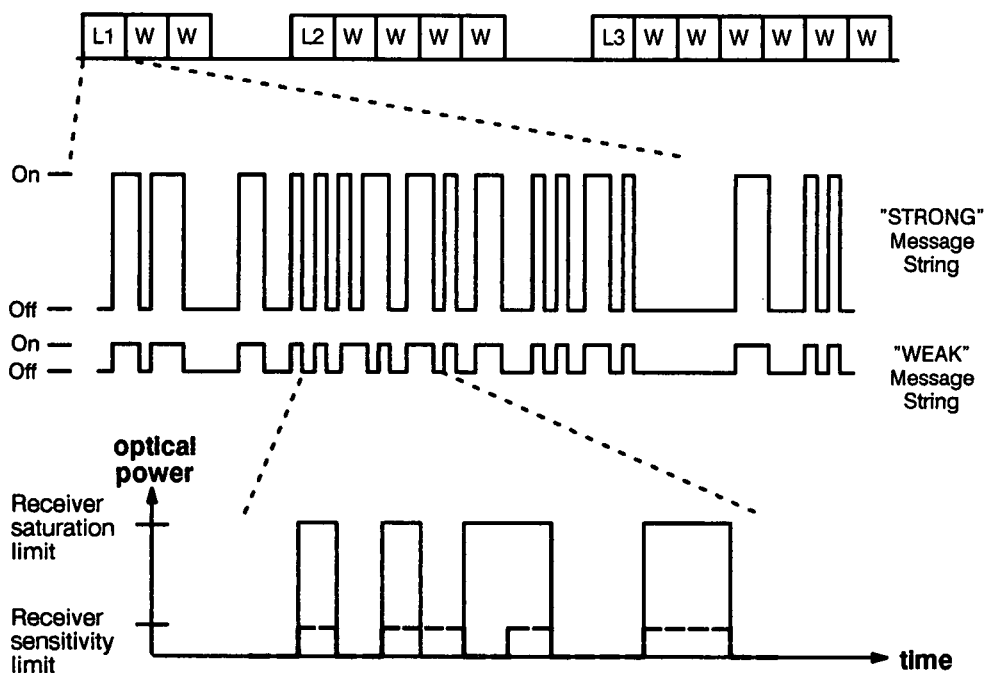 L1 W W L2 W W W W L3 W W W W W W
On
"STRONG"
Message
String
Off
On
Off
"WEAK"
Message
String
optical
power
Receiver
saturation
limit
Receiver
sensitivity
limit
time